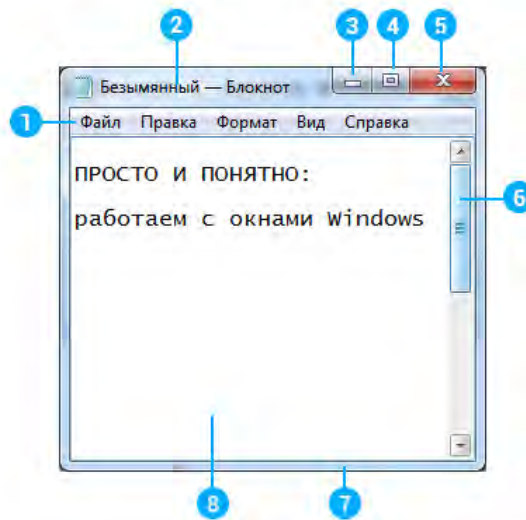 2 3 4 5
Безымянный — Блокнот
1
Файл Правка Формат Вид Справка
ПРОСТО И ПОНЯТНО:
6
работаем с окнами Windows
8 7